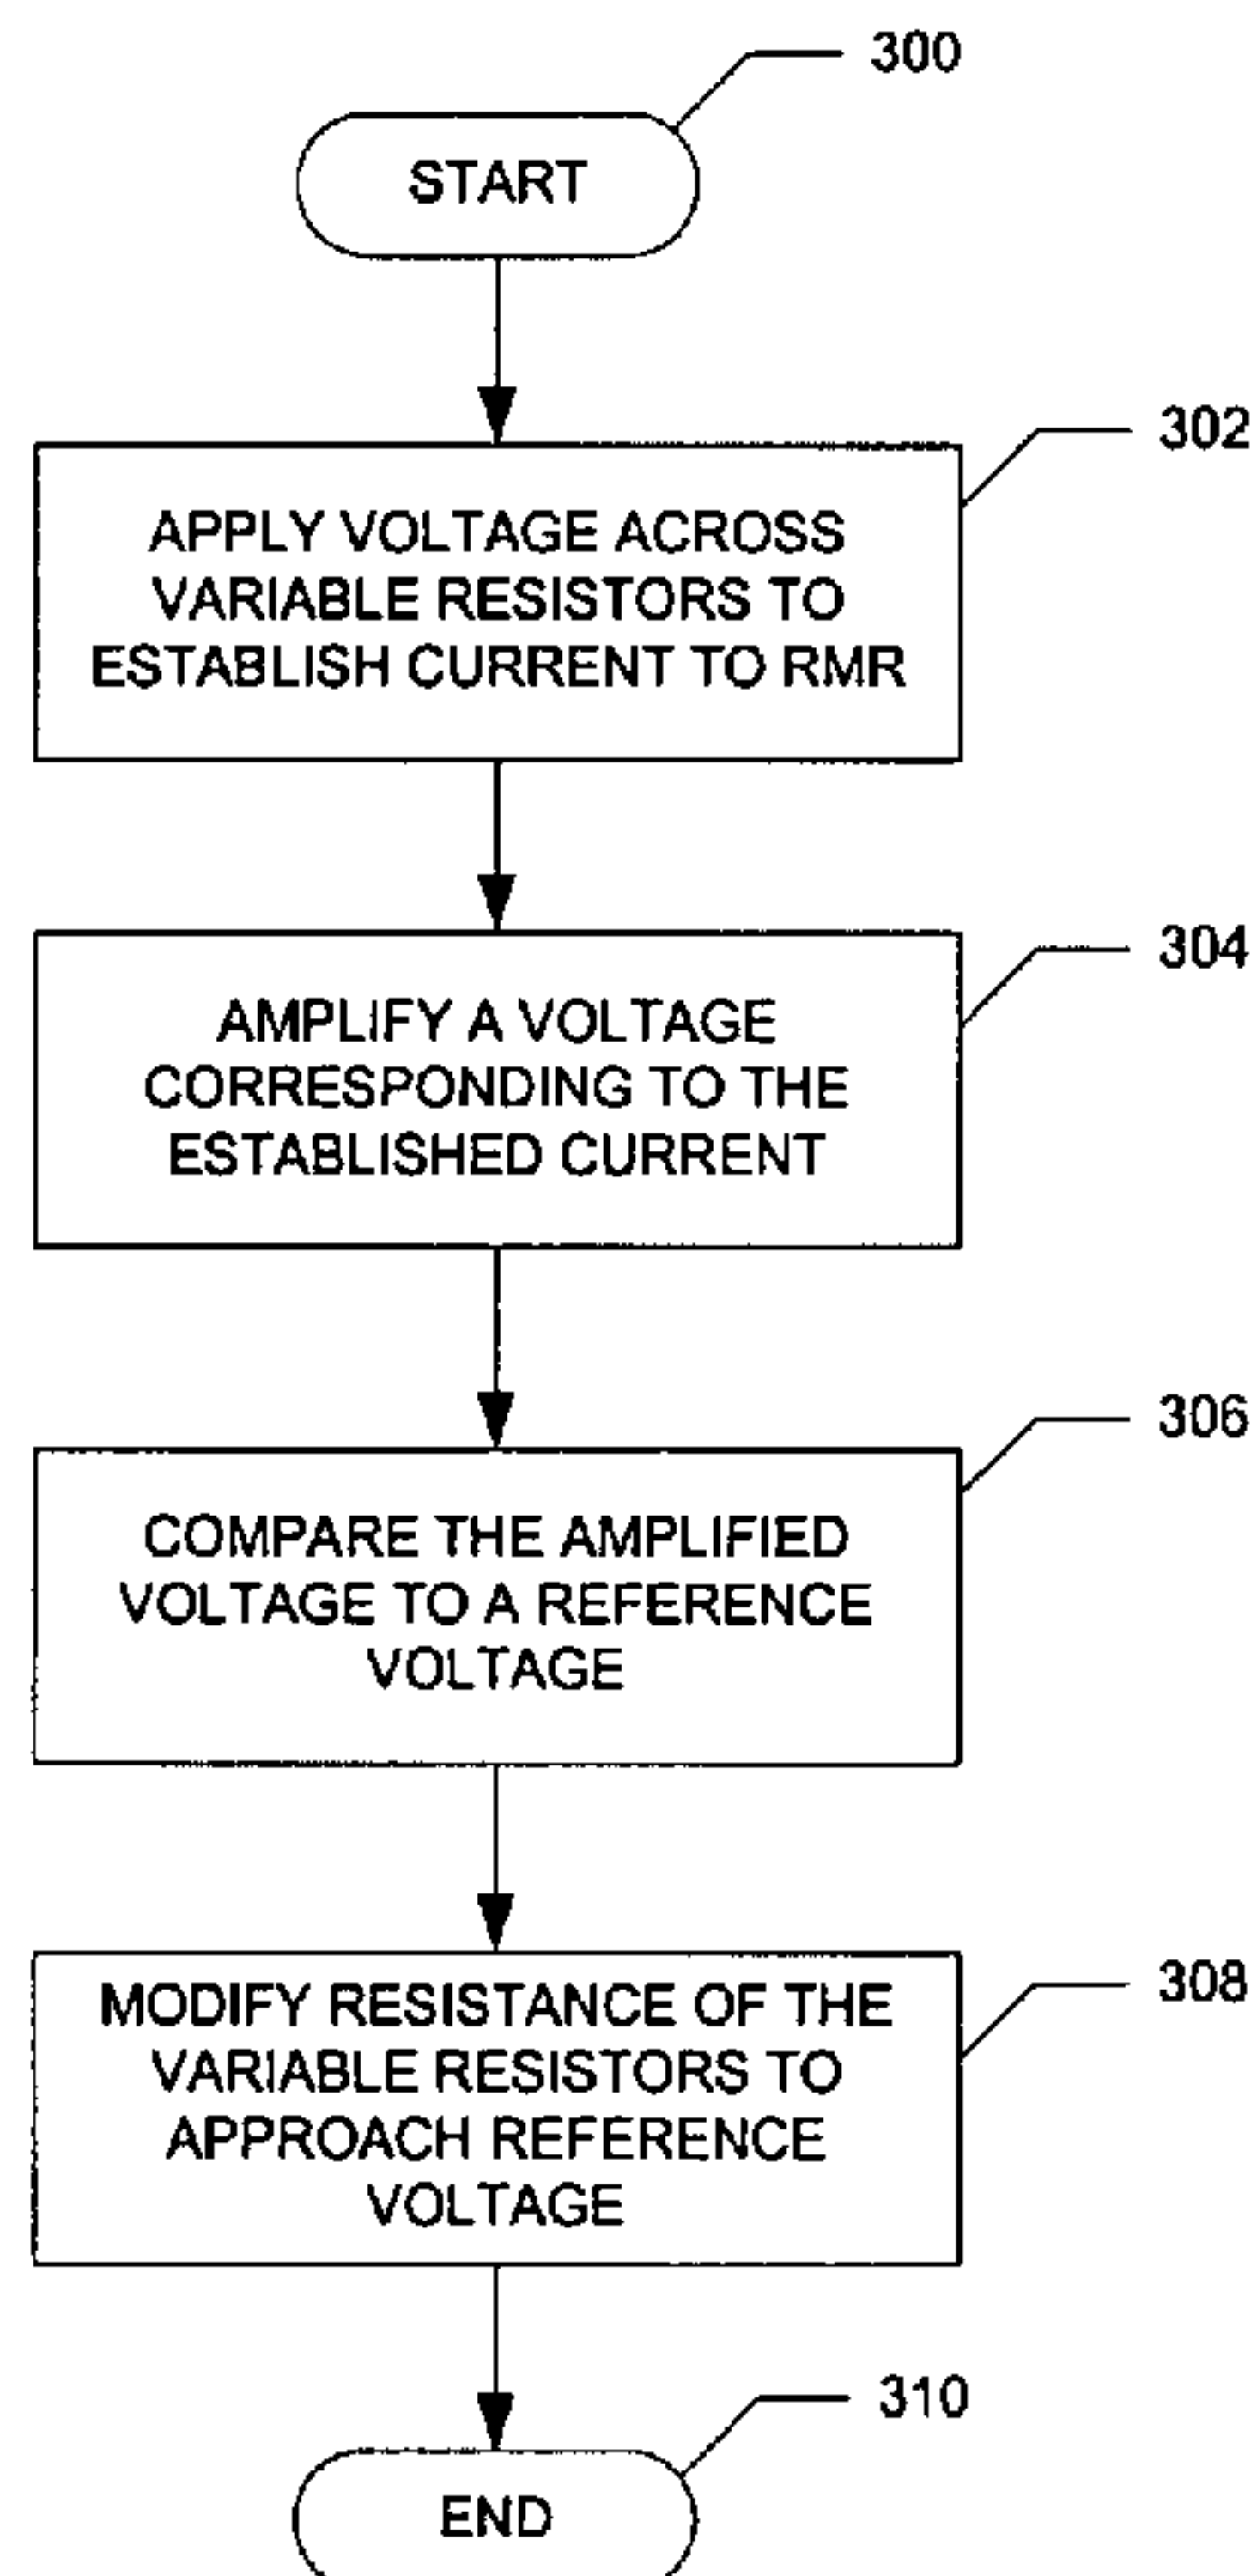 300
START
302
APPLY VOLTAGE ACROSS
VARIABLE RESISTORS TO
ESTABLISH CURRENT TO RMR
304
AMPLIFY A VOLTAGE
CORRESPONDING TO THE
ESTABLISHED CURRENT
306
COMPARE THE AMPLIFIED
VOLTAGE TO A REFERENCE
VOLTAGE
308
MODIFY RESISTANCE OF THE
VARIABLE RESISTORS TO
APPROACH REFERENCE
VOLTAGE
310
END